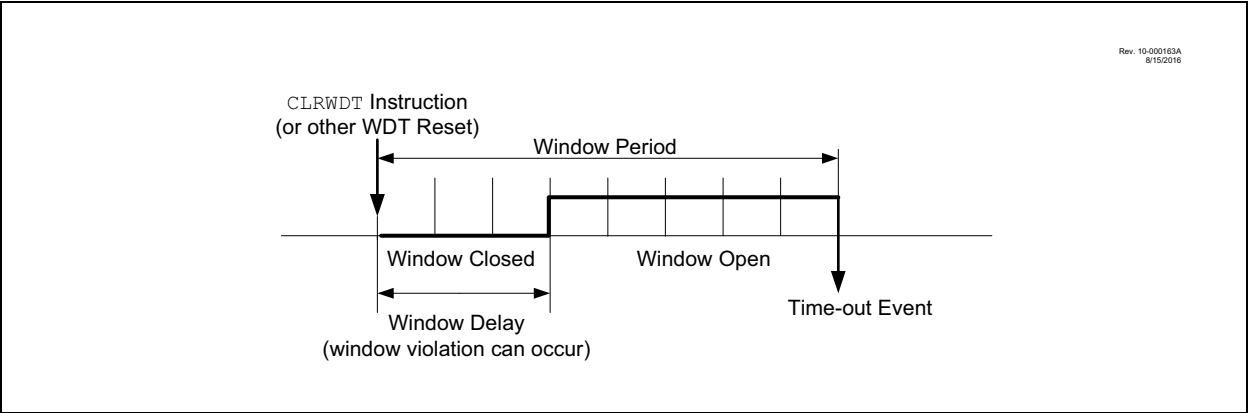 Rev. 10-000163A
8/15/2016
CLRWDT Instruction
(or other WDT Reset)
Window Period
Window Closed
Window Open
Time-out Event
Window Delay
(window violation can occur)